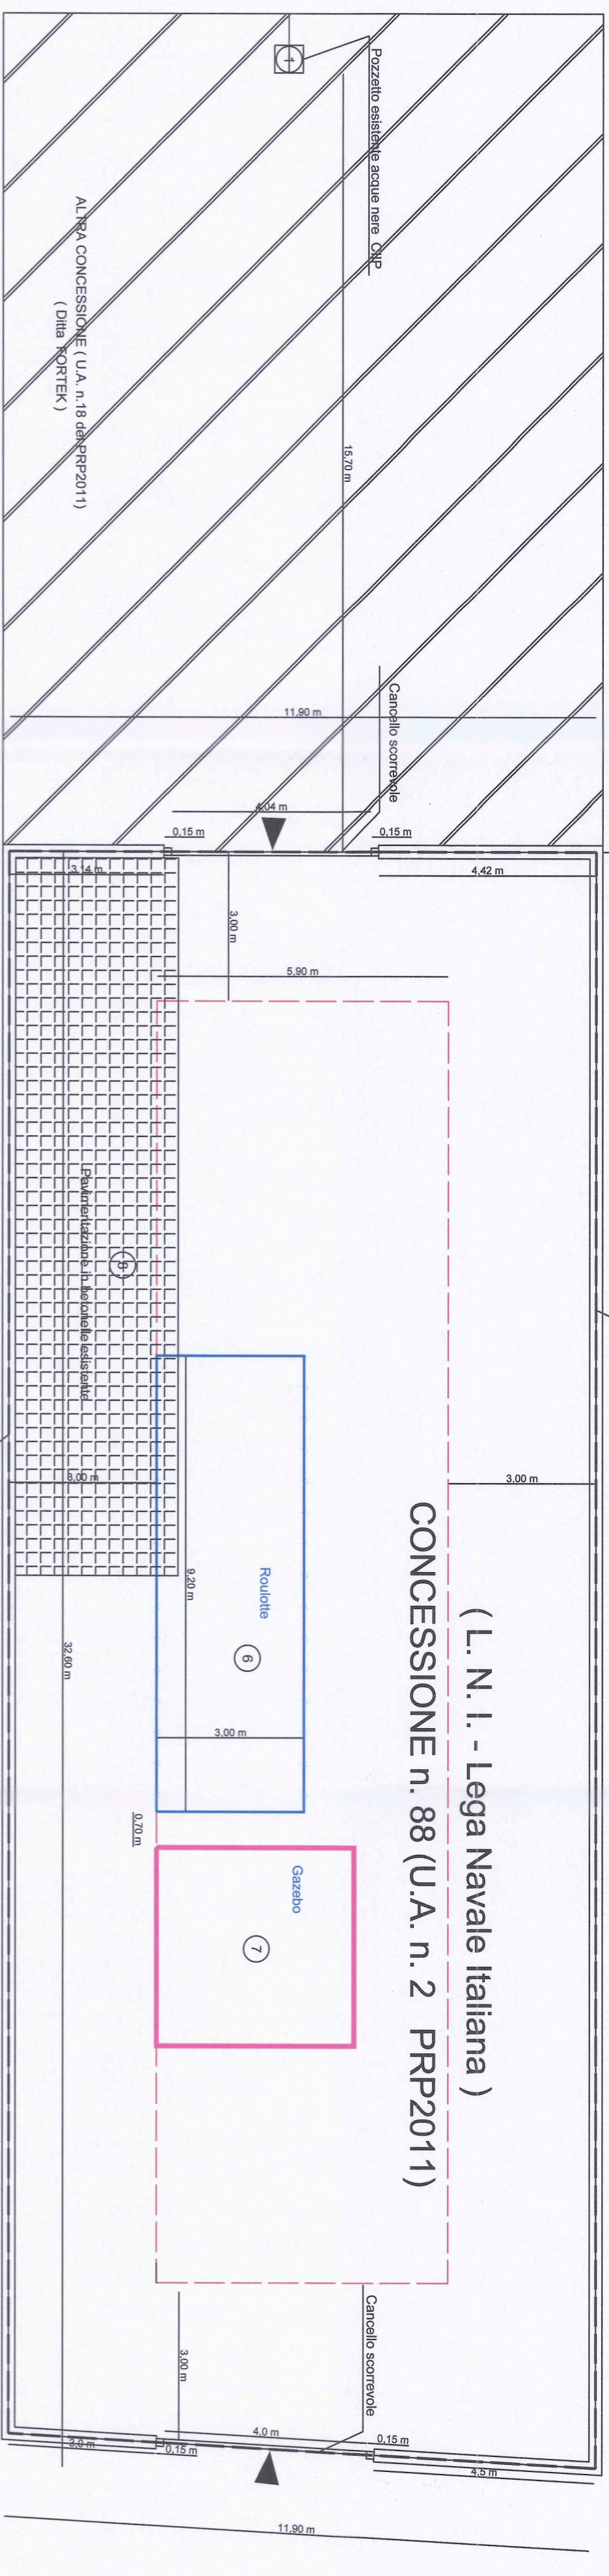 1
Pozzetto esistente acque nere CIIP
15,70 m
ALTRA CONCESSIONE ( U.A. n.18 del PRP2011)
( Ditta FORTEK )
11,90 m
Cancello scorrevole
4,04 m
0,15 m
0,15 m
3,14 m
4,42 m
3,00 m
5,90 m
8
Pavimentazione in betonelle esistente
3,00 m
3,00 m
9,20 m
Roulotte
6
3,00 m
32,60 m
( L. N. I. - Lega Navale Italiana )
CONCESSIONE n. 88 (U.A. n. 2 PRP2011)
0,70 m
Gazebo
7
Cancello scorrevole
3,00 m
4,0 m
0,15 m
0,15 m
3,0 m
4,5 m
11,90 m